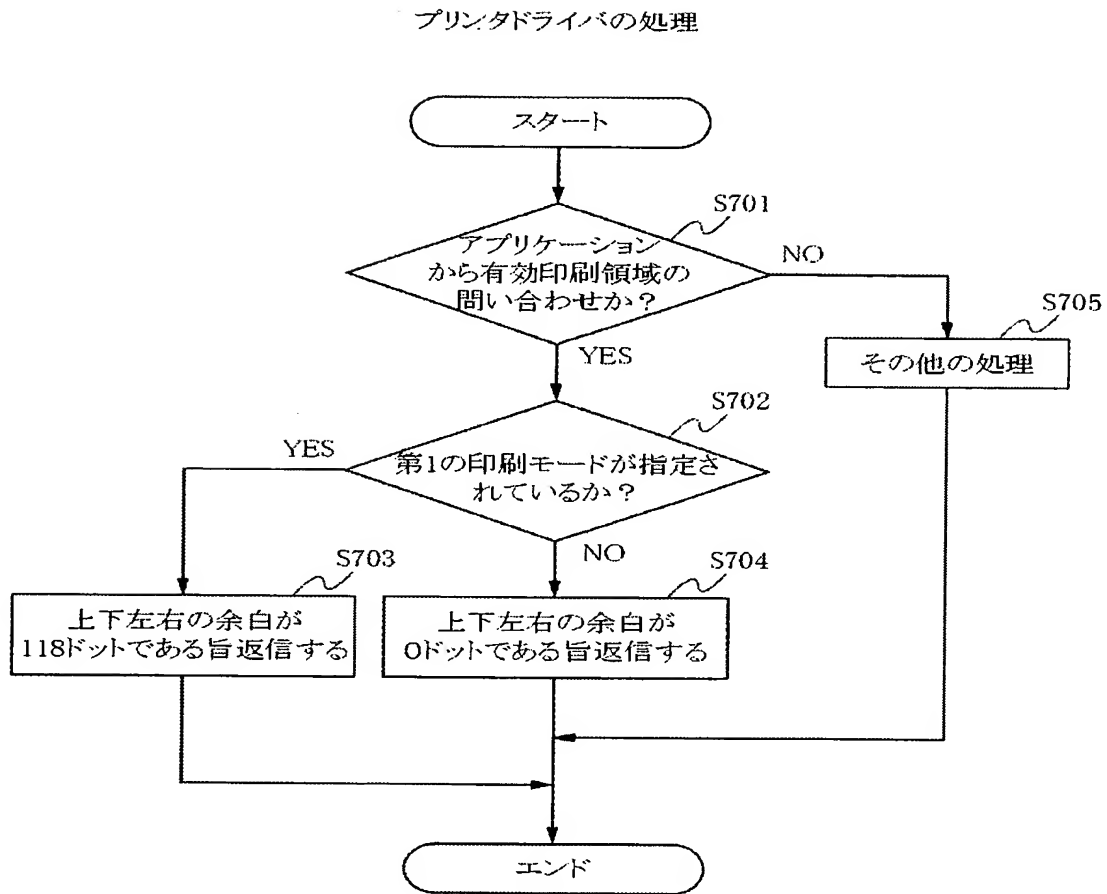 プリンタドライバの処理
スタート
S701
アプリケーション
から有効印刷領域の
問い合わせか？
NO
S705
その他の処理
YES
S702
第1の印刷モードが指定さ
れているか？
YES
NO
S703
上下左右の余白が
118ドットである旨返信する
S704
上下左右の余白が
0ドットである旨返信する
エンド